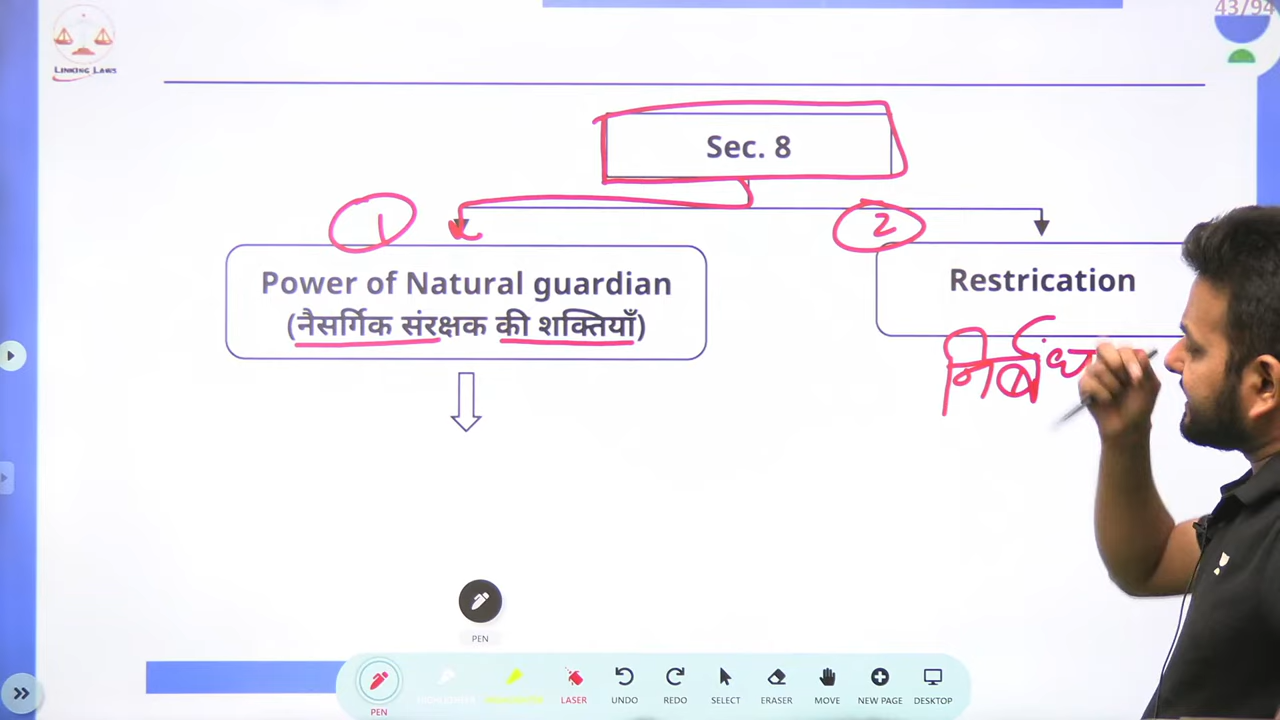 43/94
LINKING LAWS
Sec. 8
1
2
Power of Natural guardian
(नैसर्गिक संरक्षक की शक्तियाँ)
Restrication
PEN
PEN
LASER
UNDO
REDO
SELECT
ERASER
MOVE
NEW PAGE
DESKTOP